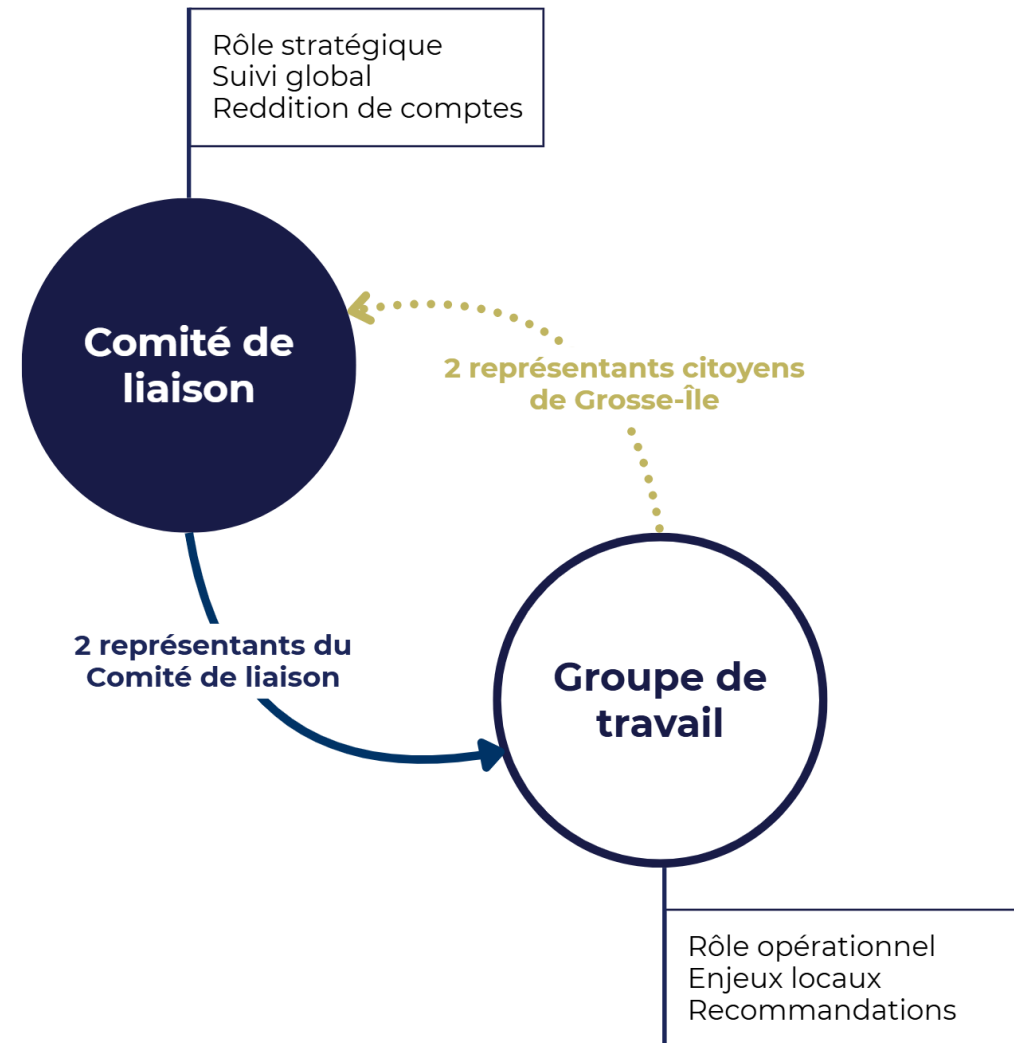 Rôle stratégique
Suivi global
Reddition de comptes
Comité de
liaison
2 représentants citoyens
de Grosse-Île
2 représentants du
Comité de liaison
Groupe de
travail
Rôle opérationnel
Enjeux locaux
Recommandations